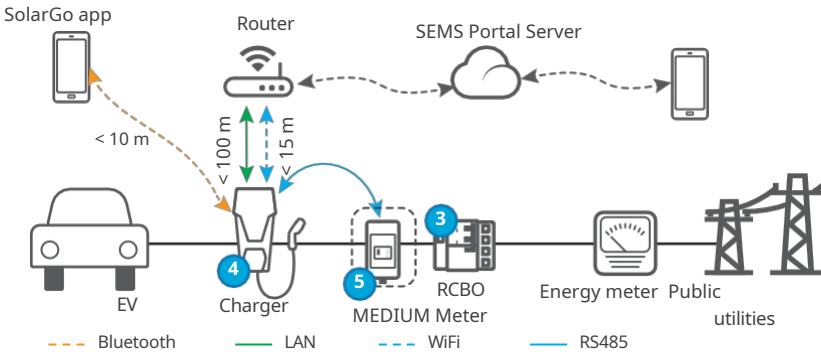 SolarGo app
Router
SEMS Portal Server
< 10 m
< 100 m
< 15 m
3
4
5
EV
Charger
RCBO
MEDIUM Meter
Energy meter
Public
utilities
Bluetooth
LAN
WiFi
RS485